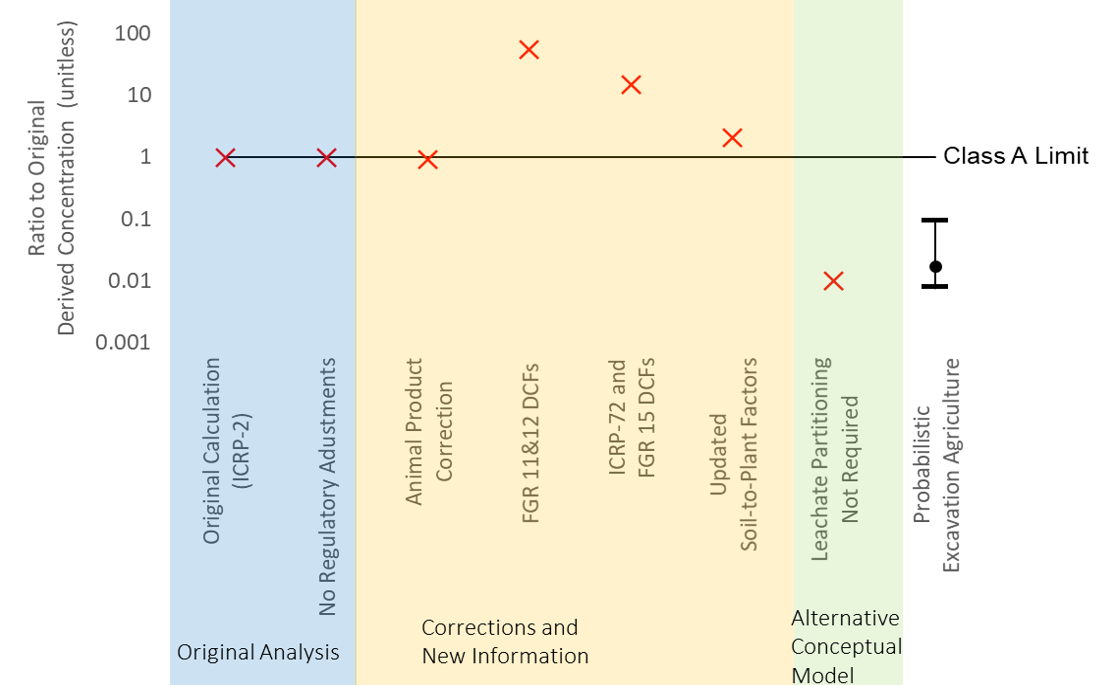 Ratio to Original
Derived Concentration (unitless)
100
10
1
0.1
0.01
0.001
Class A Limit
Original Calculation
(ICRP-2)
No Regulatory Adustments
Animal Product
Correction
FGR 11&12 DCFs
ICRP-72 and
FGR 15 DCFs
Updated
Soil-to-Plant Factors
Leachate Partitioning
Not Required
Probabilistic
Excavation Agriculture
Original Analysis
Corrections and
New Information
Alternative
Conceptual
Model